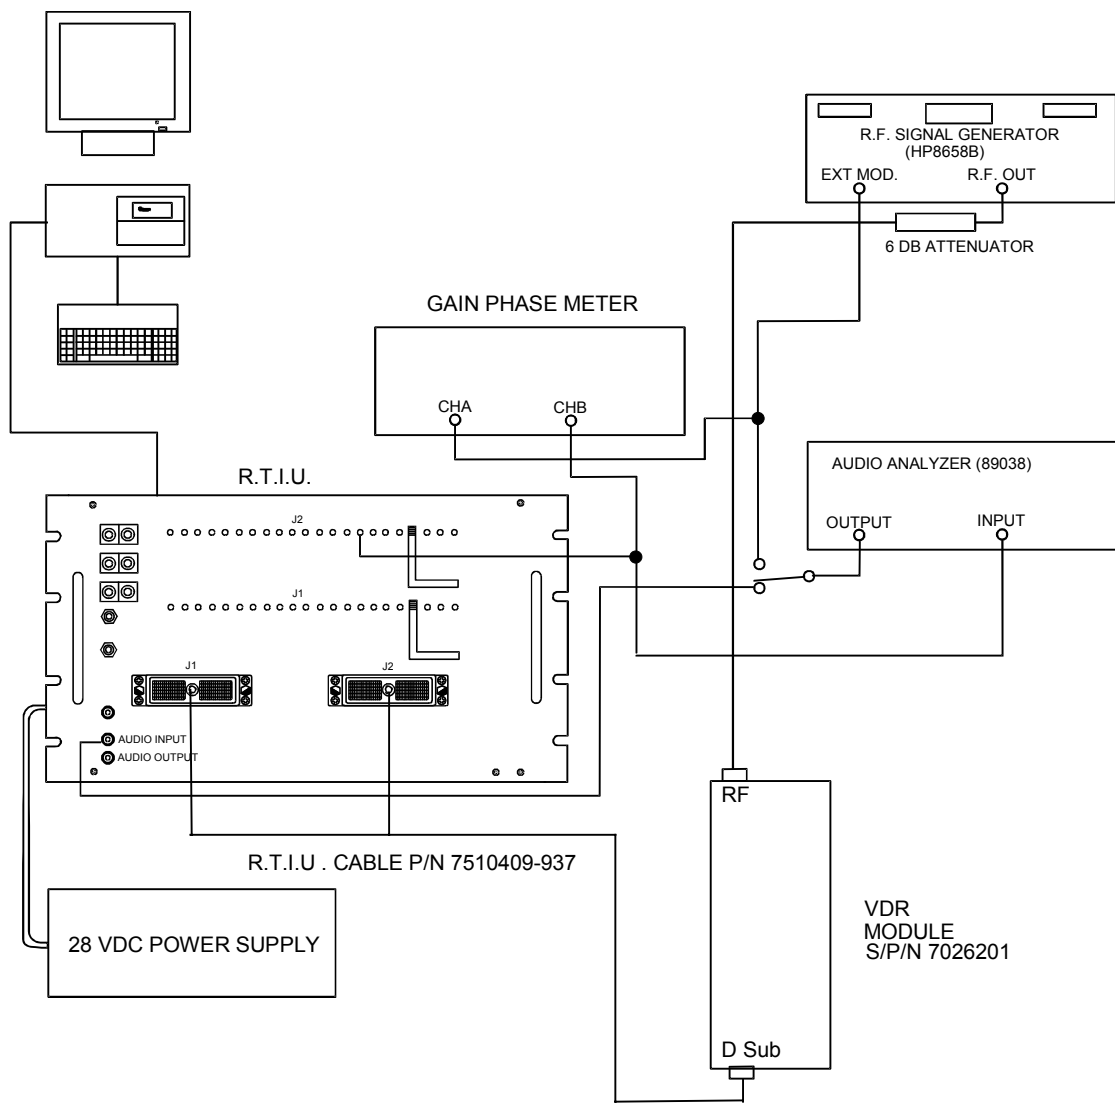 R.F. SIGNAL GENERATOR
(HP8658B)
EXT MOD.
R.F. OUT
6 DB ATTENUATOR
GAIN PHASE METER
CHA
CHB
AUDIO ANALYZER (89038)
OUTPUT
INPUT
R.T.I.U.
J2
J1
J1
J2
AUDIO INPUT
AUDIO OUTPUT
R.T.I.U . CABLE P/N 7510409-937
28 VDC POWER SUPPLY
RF
VDR
MODULE
S/P/N 7026201
D Sub